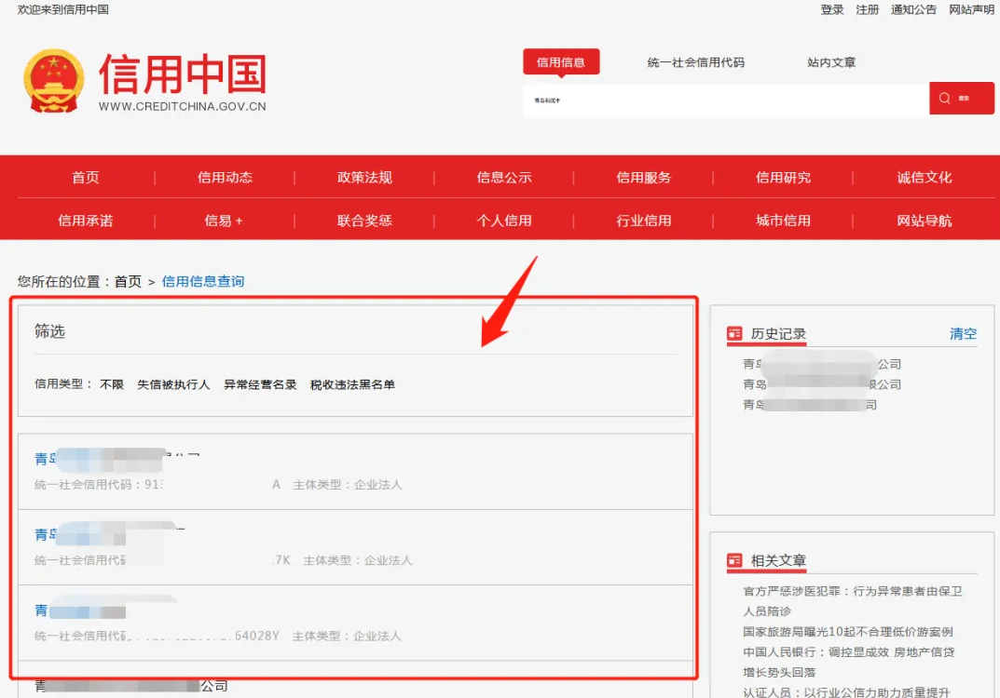 欢迎来到信用中国
登录 注册 通知公告 网站声明
信用中国
WWW.CREDITCHINA.GOV.CN
信用信息 统一社会信用代码 站内文章
搜索
首页 信用动态 政策法规 信息公示 信用服务 信用研究 诚信文化
信用承诺 信易+ 联合奖惩 个人信用 行业信用 城市信用 网站导航
您所在的位置：首页 > 信用信息查询
筛选
信用类型： 不限 失信被执行人 异常经营名录 税收违法黑名单
青岛
统一社会信用代码：91 A 主体类型：企业法人
青岛
统一社会信用代 7K 主体类型：企业法人
青
统一社会信用代 64028Y 主体类型：企业法人
青 公司
历史记录 清空
青岛 公司
青岛 限公司
青岛 司
相关文章
官方严惩涉医犯罪：行为异常患者由保卫
人员陪诊
国家旅游局曝光10起不合理低价游案例
中国人民银行：调控显成效 房地产信贷
增长势头回落
认证人员：以行业公信力助力质量提升